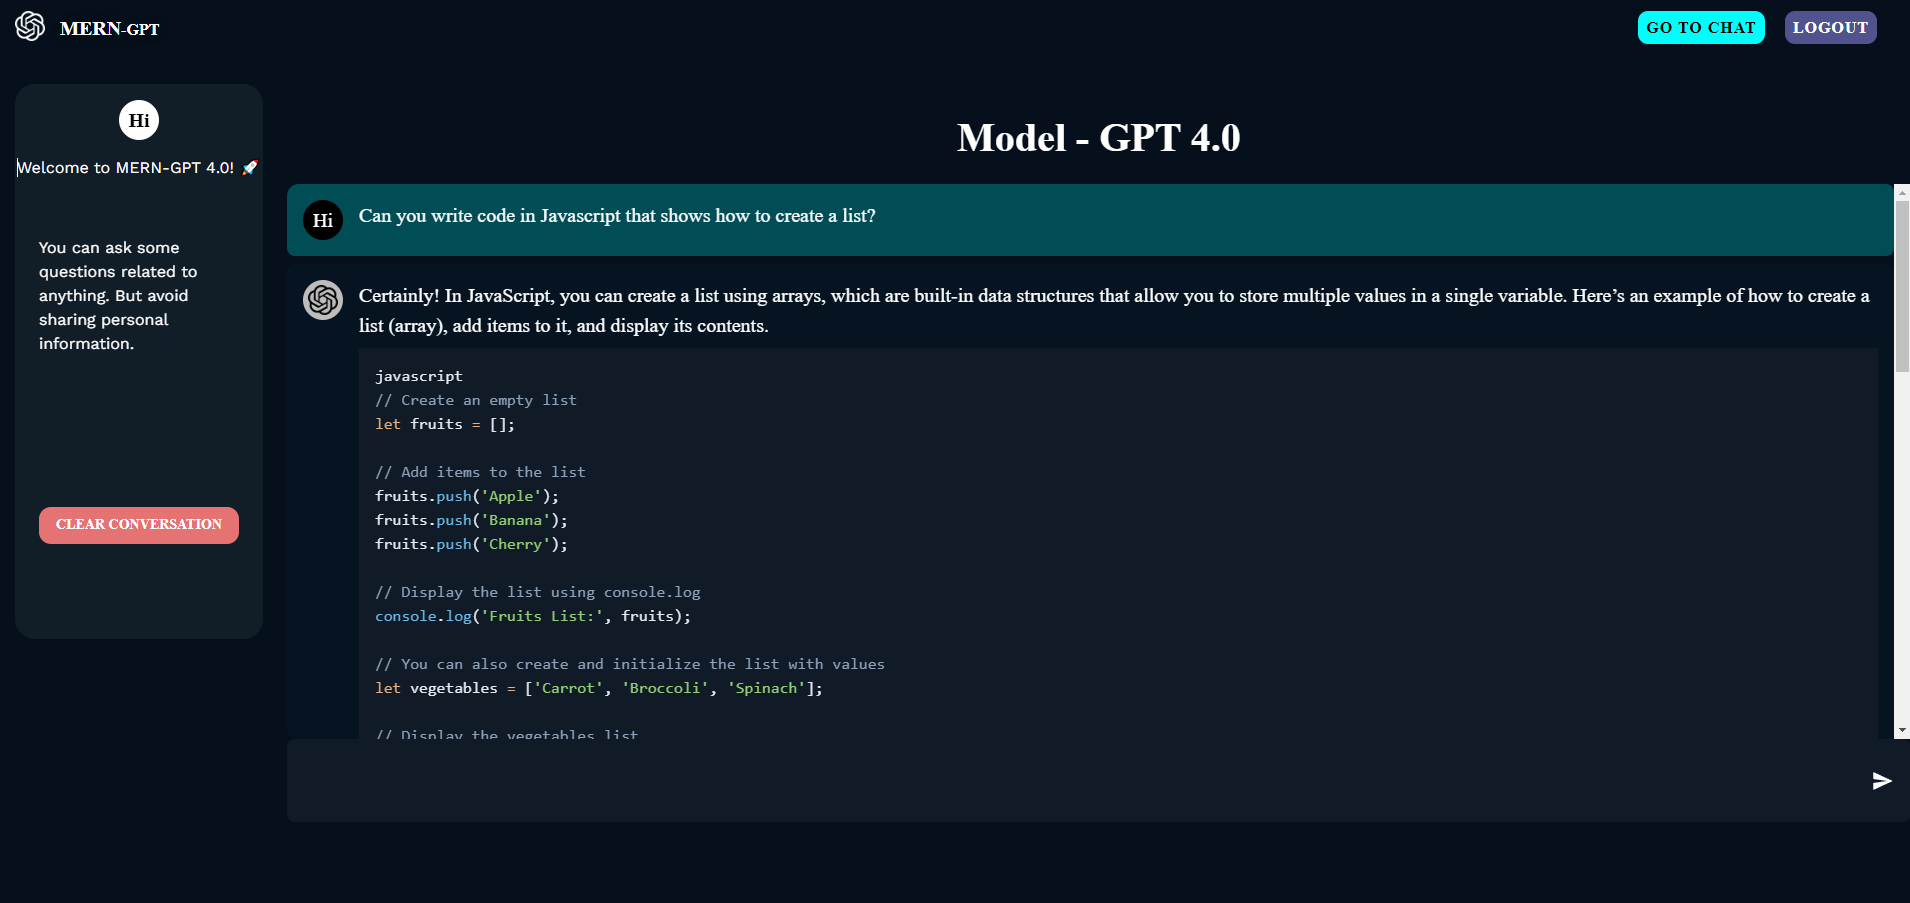 MERN-GPT
GO TO CHAT
LOGOUT
Hi
Welcome to MERN-GPT 4.0! 🚀
You can ask some
questions related to
anything. But avoid
sharing personal
information.
CLEAR CONVERSATION
Model - GPT 4.0
Hi
Can you write code in Javascript that shows how to create a list?
Certainly! In JavaScript, you can create a list using arrays, which are built-in data structures that allow you to store multiple values in a single variable. Here’s an example of how to create a
list (array), add items to it, and display its contents.
javascript
// Create an empty list
let fruits = [];
// Add items to the list
fruits.push('Apple');
fruits.push('Banana');
fruits.push('Cherry');
// Display the list using console.log
console.log('Fruits List:', fruits);
// You can also create and initialize the list with values
let vegetables = ['Carrot', 'Broccoli', 'Spinach'];
// Display the vegetables list